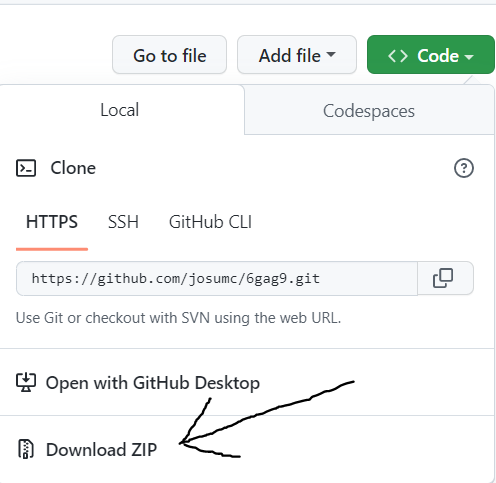 Go to file Add file <> Code
Local Codespaces
Clone
HTTPS SSH GitHub CLI
https://github.com/josumc/6gag9.git
Use Git or checkout with SVN using the web URL.
Open with GitHub Desktop
Download ZIP